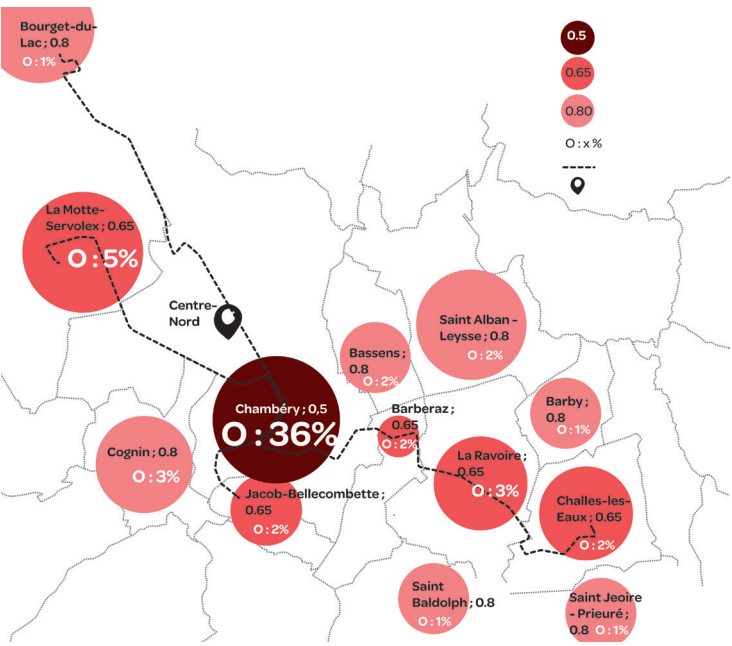 Bourget-du-
Lac ; 0.8
O : 1%
0.5
0.65
0.80
O : x %
La Motte-
Servolex ; 0.65
O : 5%
Centre-
Nord
Saint Alban -
Leysse ; 0.8
O : 2%
Bassens ;
0.8
O : 2%
Chambéry ; 0,5
O : 36%
Barberaz ;
0.65
O : 2%
Barby ;
0.8
O : 1%
Cognin ; 0.8
O : 3%
La Ravoire ;
0.65
O : 3%
Jacob-Bellecombette ;
0.65
O : 2%
Challes-les-
Eaux ; 0.65
O : 2%
Saint
Baldolph ; 0.8
O : 1%
Saint Jeoire
- Prieuré ;
0.8 O : 1%